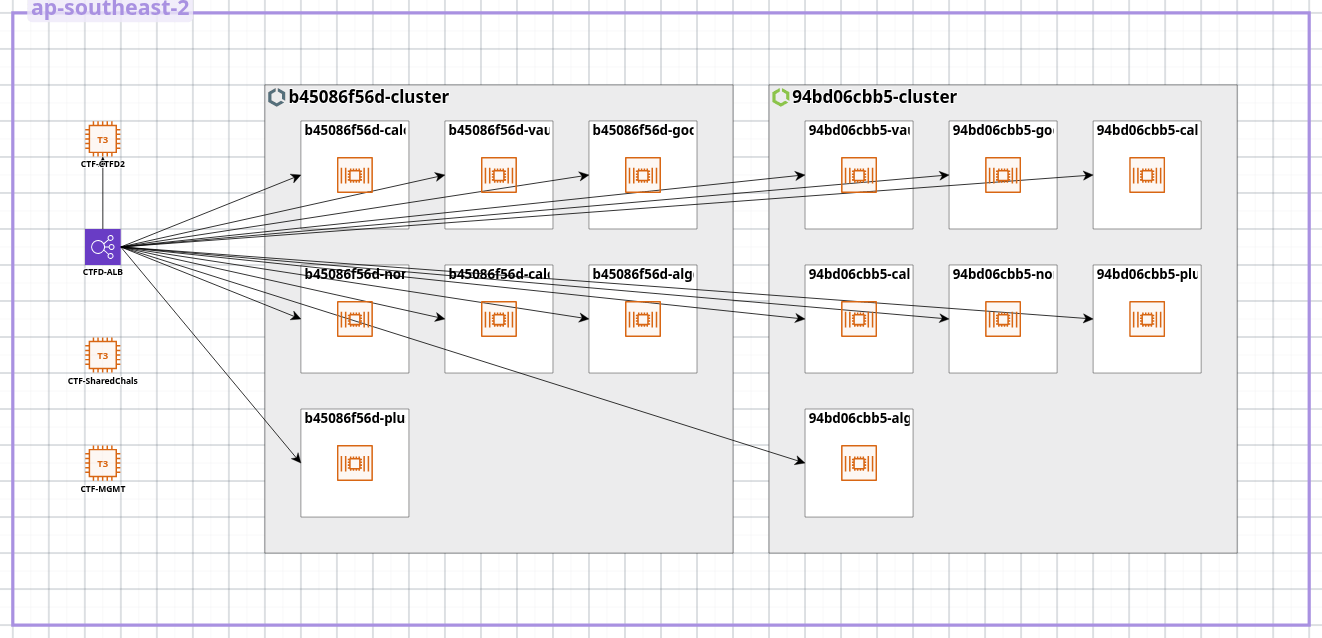 ap-southeast-2
b45086f56d-cluster
94bd06cbb5-cluster
b45086f56d-calc
b45086f56d-vau
b45086f56d-goo
94bd06cbb5-vau
94bd06cbb5-go
94bd06cbb5-cal
T3
CTF-CTFD2
CTFD-ALB
b45086f56d-nor
b45086f56d-calc
b45086f56d-alg
94bd06cbb5-cal
94bd06cbb5-no
94bd06cbb5-plu
T3
CTF-SharedChals
b45086f56d-plu
94bd06cbb5-alg
T3
CTF-MGMT